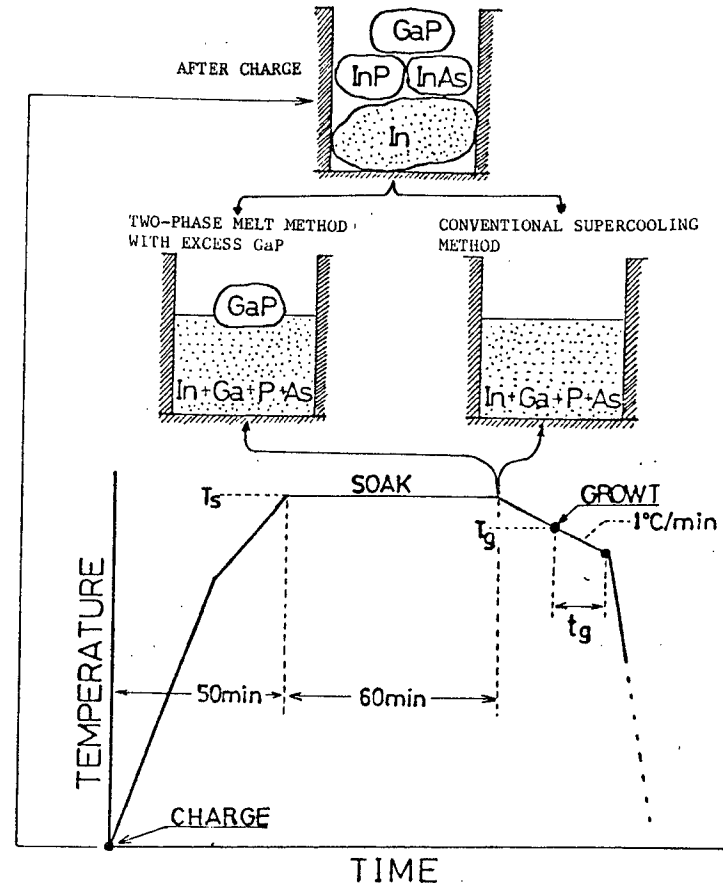 AFTER CHARGE
GaP
InP
InAs
In
TWO-PHASE MELT METHOD
WITH EXCESS GaP
CONVENTIONAL SUPERCOOLING
METHOD
GaP
In+Ga+P+As
In+Ga+P+As
Ts
SOAK
GROWT
Tg
1°C/min
tg
50min
60min
TEMPERATURE
CHARGE
TIME